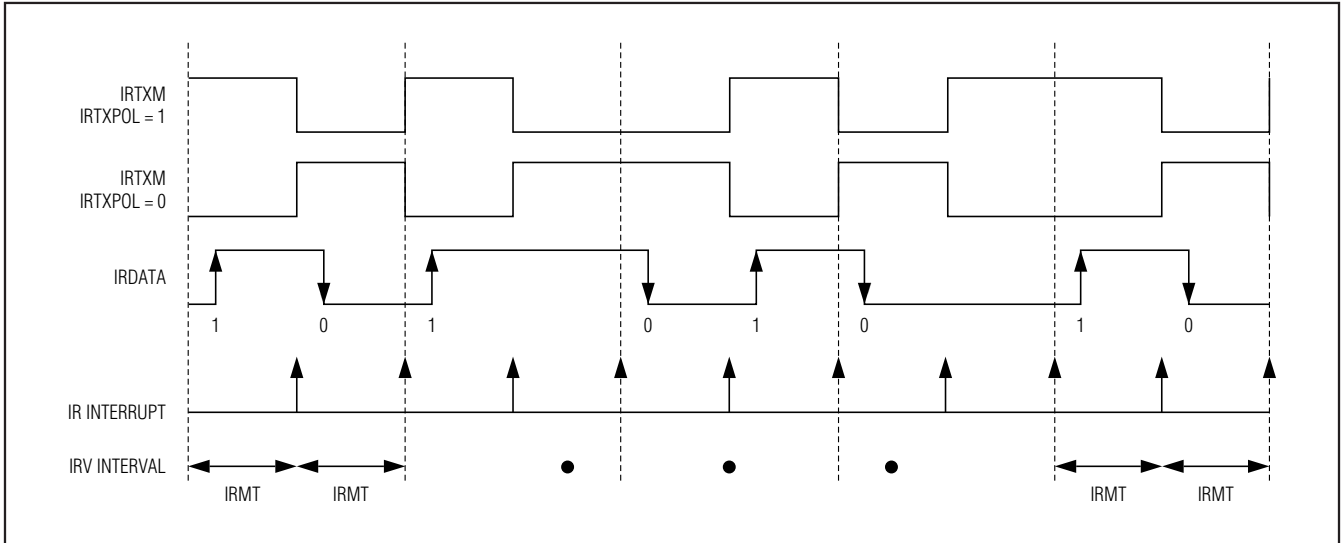 IRTXM
IRTXPOL = 1
IRTXM
IRTXPOL = 0
IRDATA
1 0 1 0 1 0 1 0
IR INTERRUPT
IRV INTERVAL
IRMT IRMT IRMT IRMT